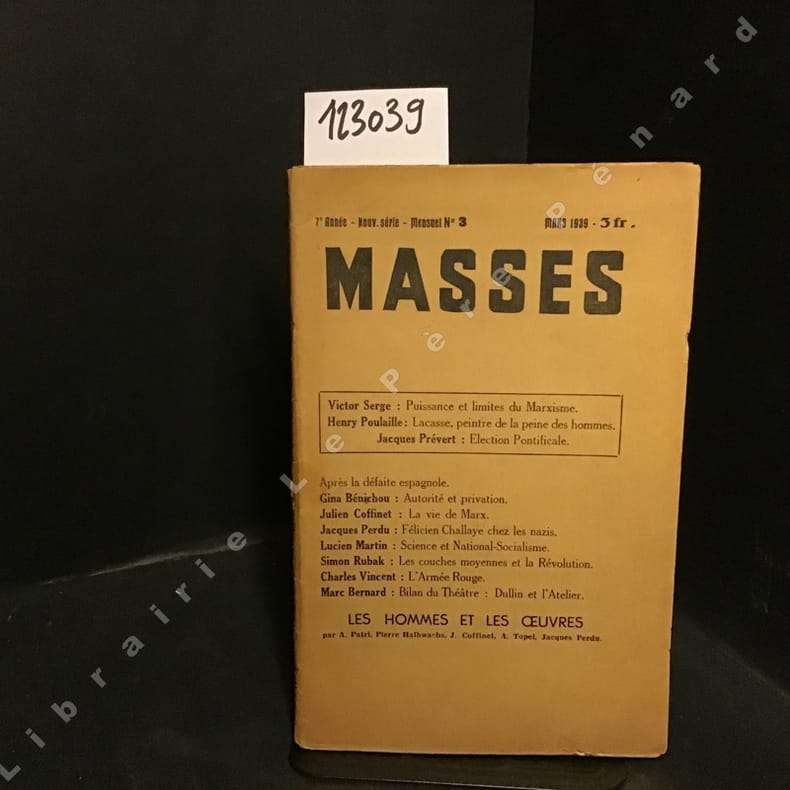 123039
7e Année - Nouv. série - Mensuel No 3 MARS 1939 - 3 fr.
MASSES
Victor Serge : Puissance et limites du Marxisme.
Henry Poulaille : Lacasse, peintre de la peine des hommes.
Jacques Prévert : Election Pontificale.
Après la défaite espagnole.
Gina Bénichou : Autorité et privation.
Julien Coffinet : La vie de Marx.
Jacques Perdu : Félicien Challaye chez les nazis.
Lucien Martin : Science et National-Socialisme.
Simon Rubak : Les couches moyennes et la Révolution.
Charles Vincent : L'Armée Rouge.
Marc Bernard : Bilan du Théâtre : Dullin et l'Atelier.
LES HOMMES ET LES ŒUVRES
par A. Patri, Pierre Halbwachs, J. Coffinet, A. Topel, Jacques Perdu.
Librairie Le Père Pénard